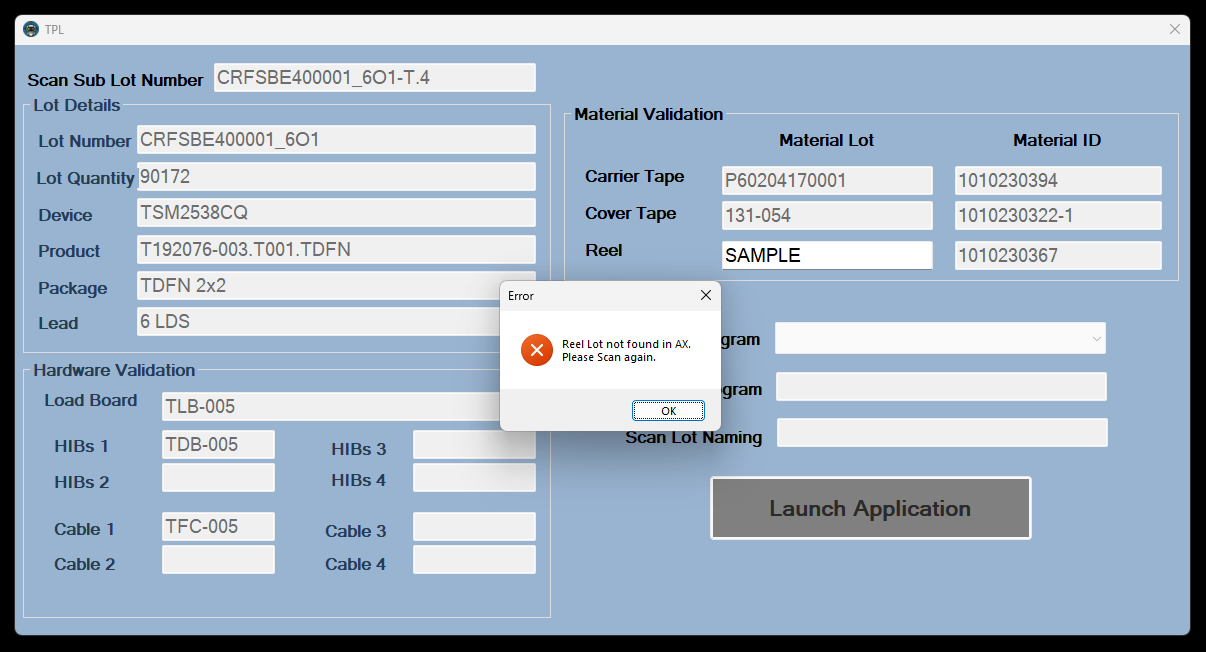 TPL
Scan Sub Lot Number CRFSBE400001_6O1-T.4
Lot Details
Lot Number CRFSBE400001_6O1
Lot Quantity 90172
Device TSM2538CQ
Product T192076-003.T001.TDFN
Package TDFN 2x2
Lead 6 LDS
Hardware Validation
Load Board TLB-005
HIBs 1 TDB-005 HIBs 3
HIBs 2 HIBs 4
Cable 1 TFC-005 Cable 3
Cable 2 Cable 4
Material Validation
Material Lot Material ID
Carrier Tape P60204170001 1010230394
Cover Tape 131-054 1010230322-1
Reel SAMPLE 1010230367
Error
Reel Lot not found in AX.
Please Scan again.
OK
gram
gram
Scan Lot Naming
Launch Application